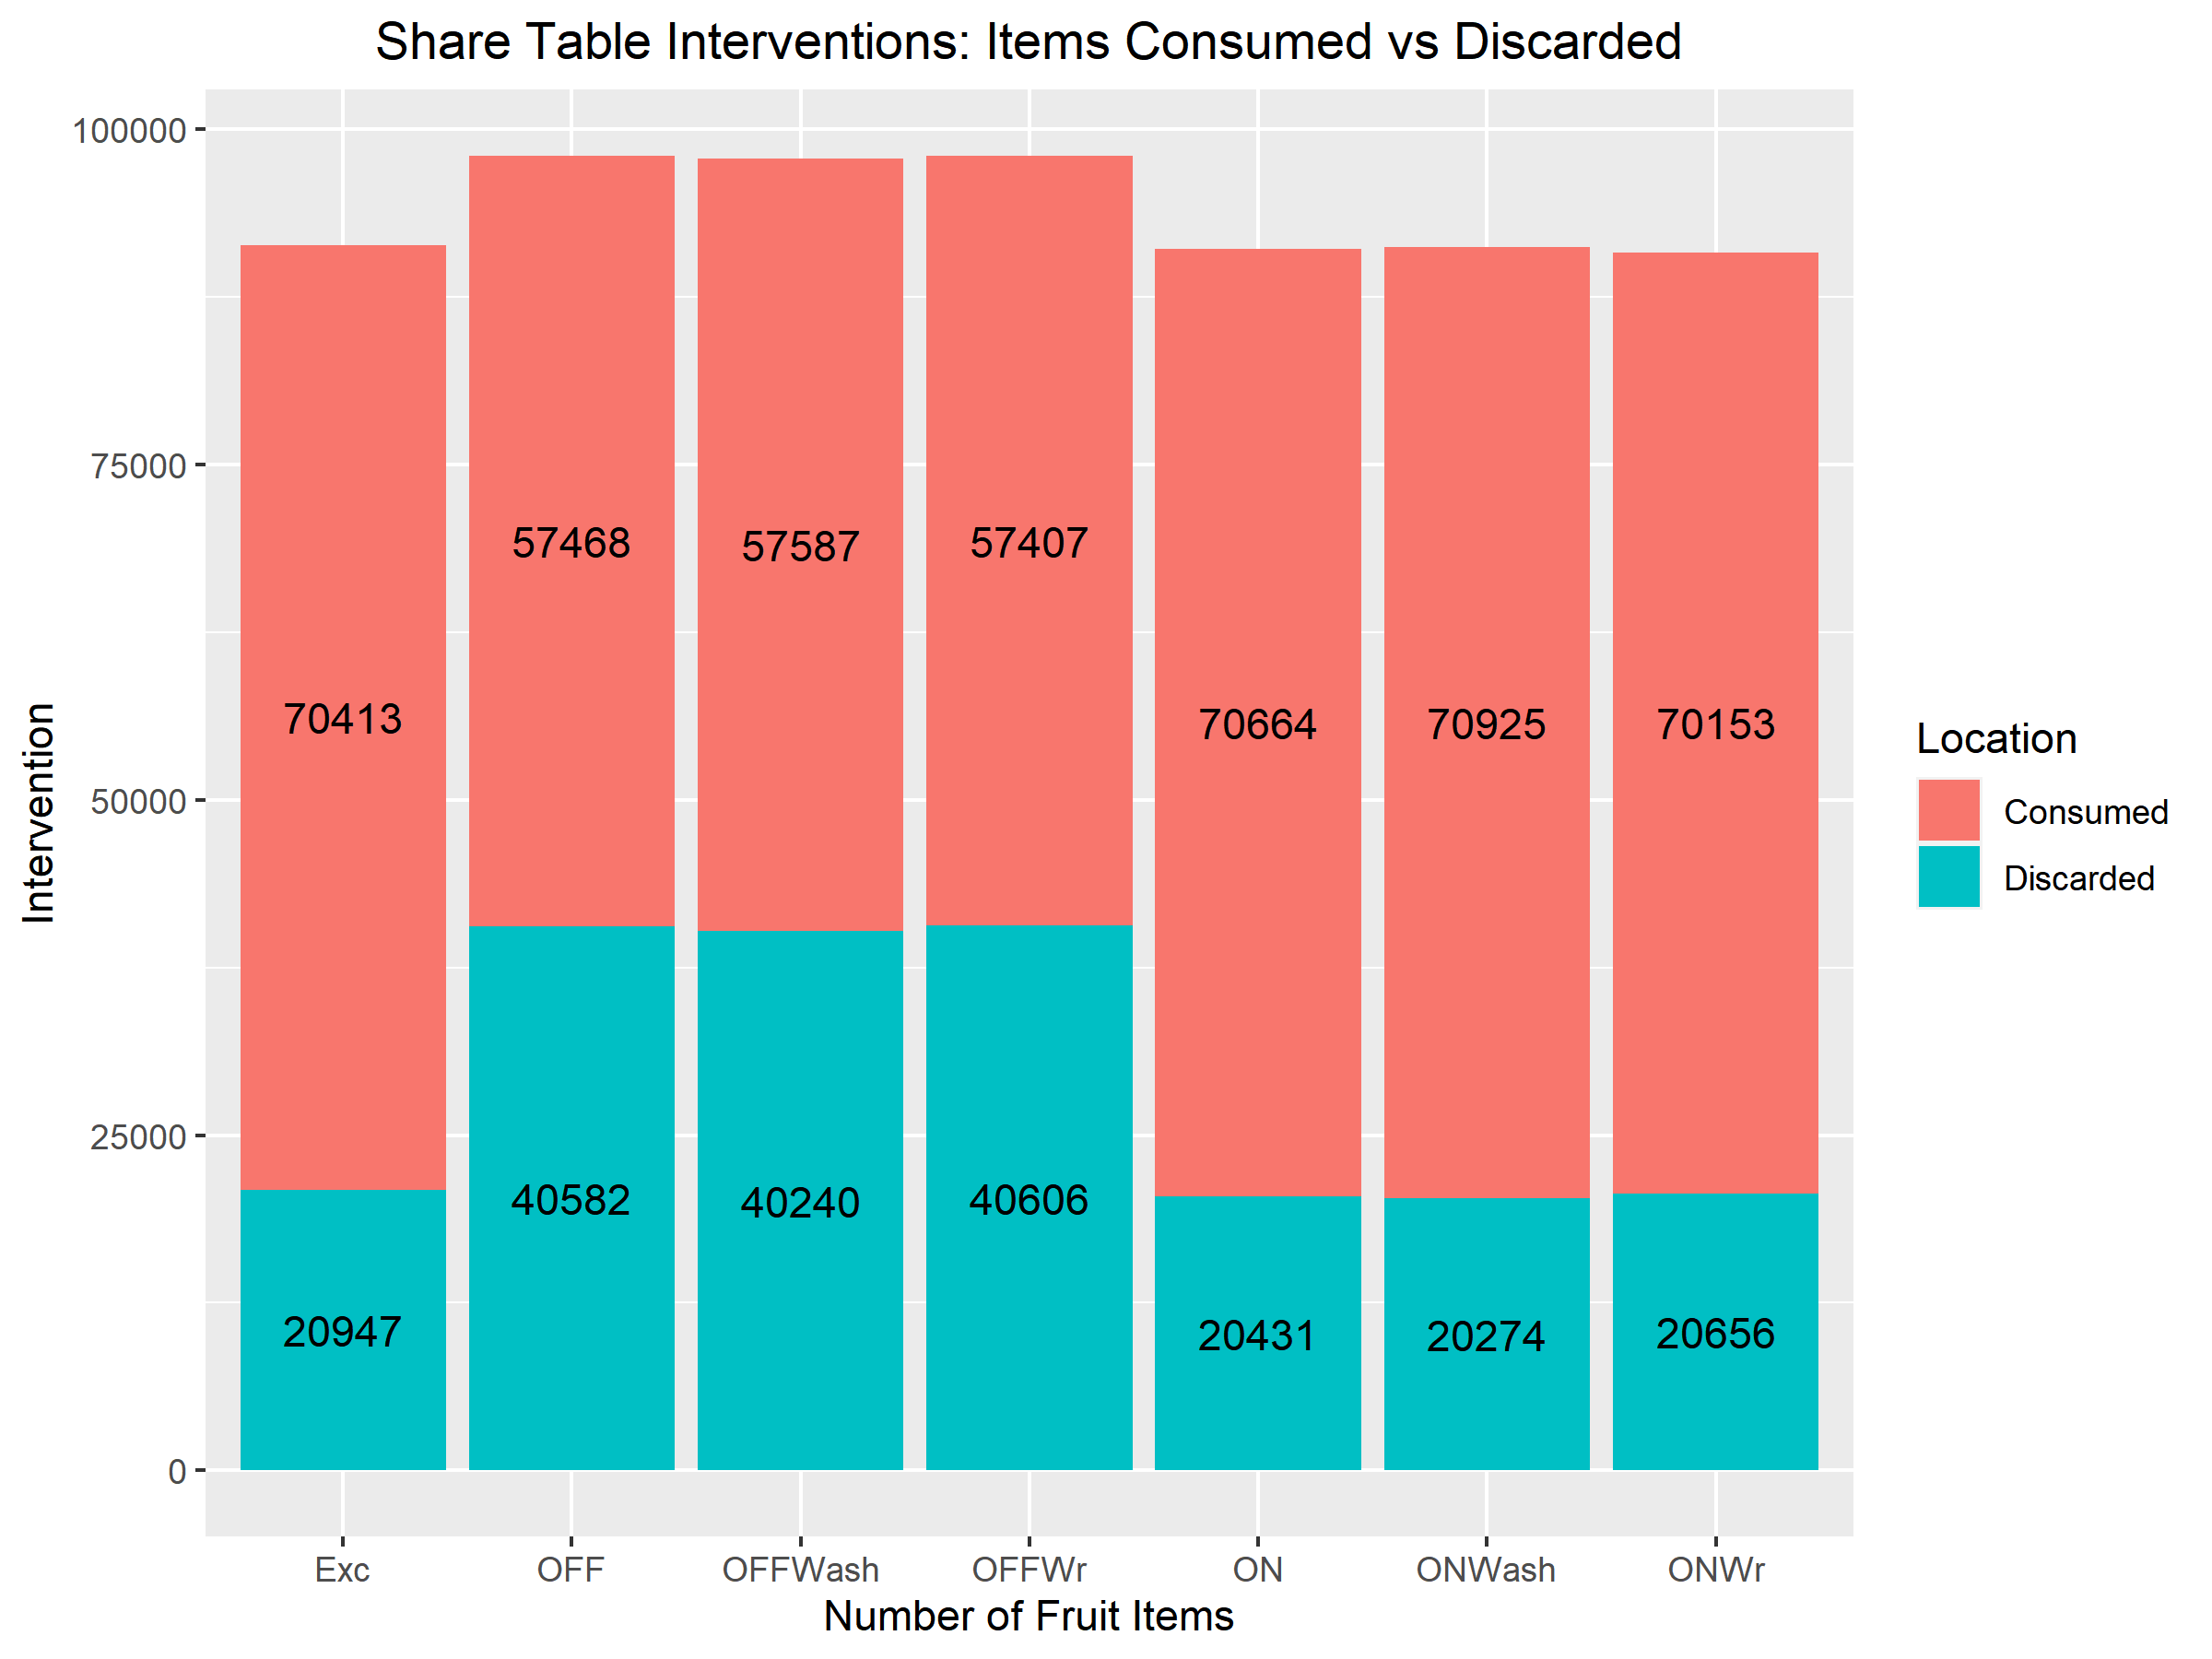 Share Table Interventions: Items Consumed vs Discarded
Intervention
100000
75000
50000
25000
0
57468 57587 57407
70413 70664 70925 70153
40582 40240 40606
20947 20431 20274 20656
Exc OFF OFFWash OFFWr ON ONWash ONWr
Number of Fruit Items
Location
Consumed
Discarded